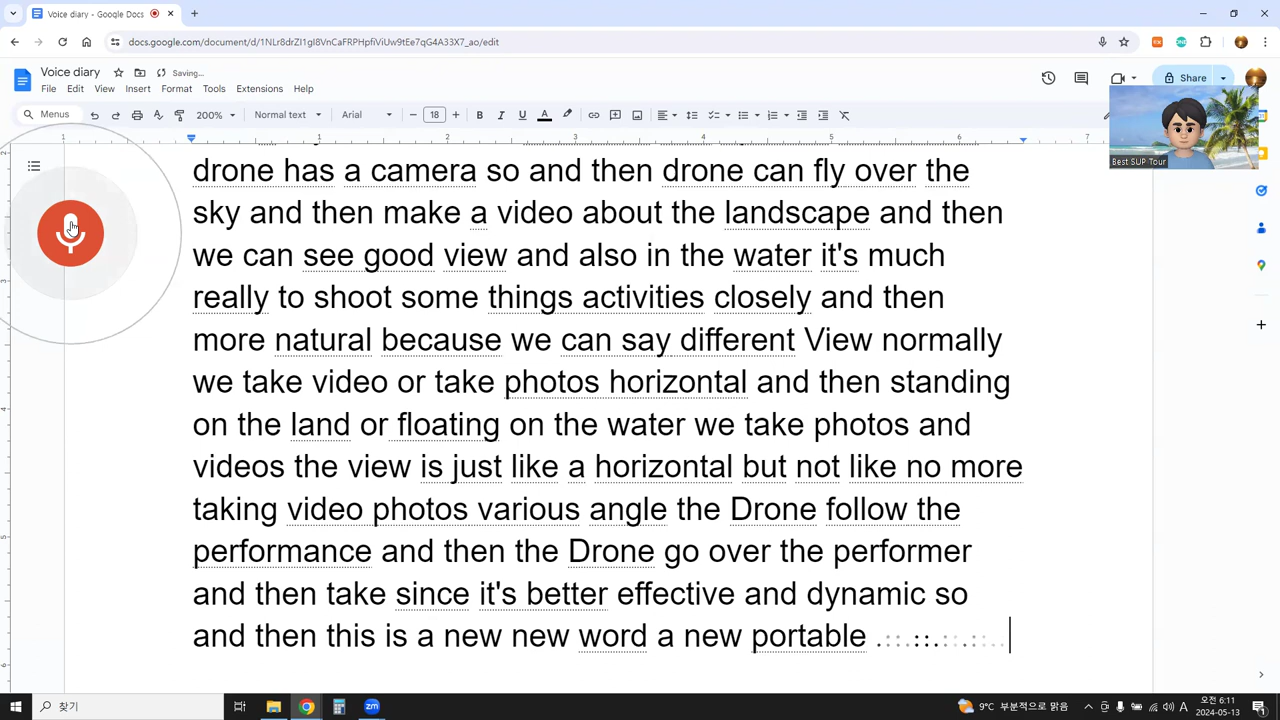 Voice diary - Google Docs
docs.google.com/document/d/1NLr8drZI1gI8VnCaFRPHpfiViUw9tEe7qG4A33X7_ao/edit
Voice diary
Saving...
Share
File Edit View Insert Format Tools Extensions Help
Menus
200%
Normal text
Arial
18
Best SUP Tour
1 1 2 3 4 5 6 7
drone has a camera so and then drone can fly over the
sky and then make a video about the landscape and then
we can see good view and also in the water it's much
really to shoot some things activities closely and then
more natural because we can say different View normally
we take video or take photos horizontal and then standing
on the land or floating on the water we take photos and
videos the view is just like a horizontal but not like no more
taking video photos various angle the Drone follow the
performance and then the Drone go over the performer
and then take since it's better effective and dynamic so
and then this is a new new word a new portable
찾기
9°C 부분적으로 맑음
A
오전 6:11
2024-05-13